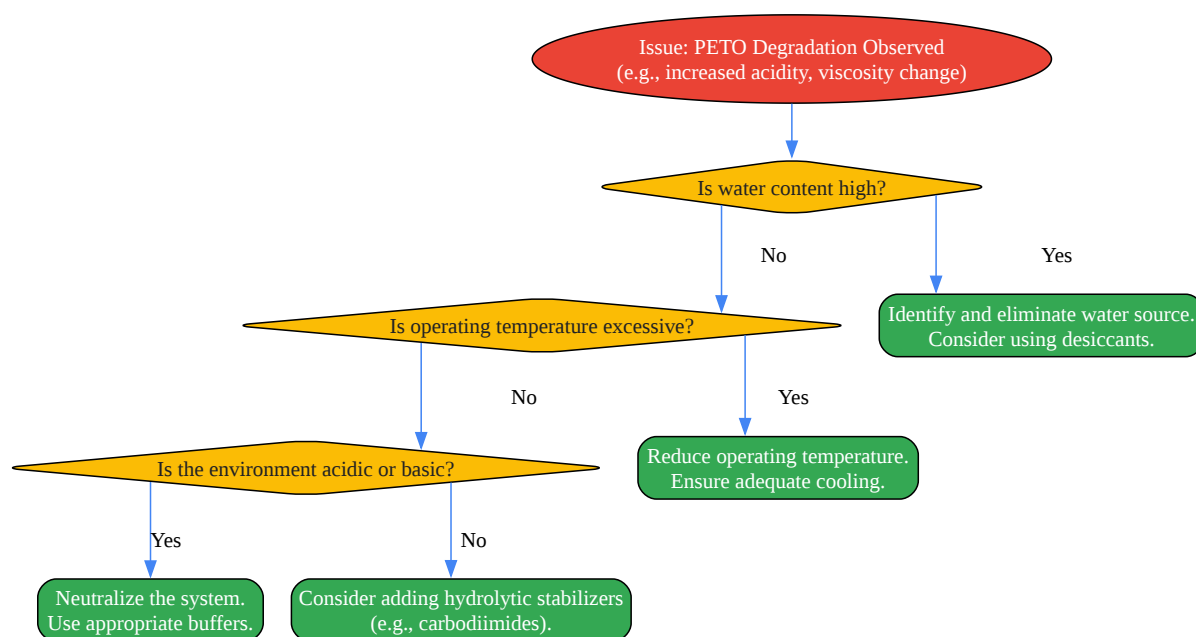 Issue: PETO Degradation Observed
(e.g., increased acidity, viscosity change)
Is water content high?
No
Yes
Identify and eliminate water source.
Consider using desiccants.
Is operating temperature excessive?
No
Yes
Reduce operating temperature.
Ensure adequate cooling.
Is the environment acidic or basic?
Yes
No
Neutralize the system.
Use appropriate buffers.
Consider adding hydrolytic stabilizers
(e.g., carbodiimides).